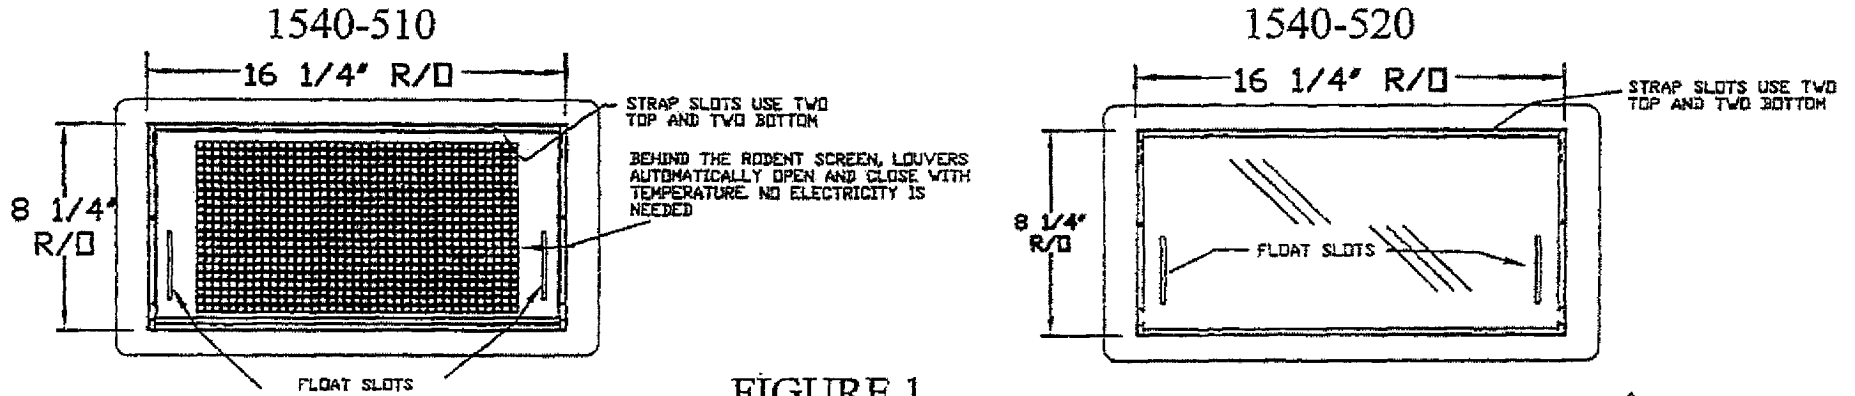 1540-510
16 1/4" R/O
STRAP SLOTS USE TWO
TOP AND TWO BOTTOM
BEHIND THE RODENT SCREEN, LOUVERS
AUTOMATICALLY OPEN AND CLOSE WITH
TEMPERATURE. NO ELECTRICITY IS
NEEDED
8 1/4"
R/O
FLOAT SLOTS
1540-520
16 1/4" R/O
STRAP SLOTS USE TWO
TOP AND TWO BOTTOM
8 1/4"
R/O
FLOAT SLOTS
FIGURE 1